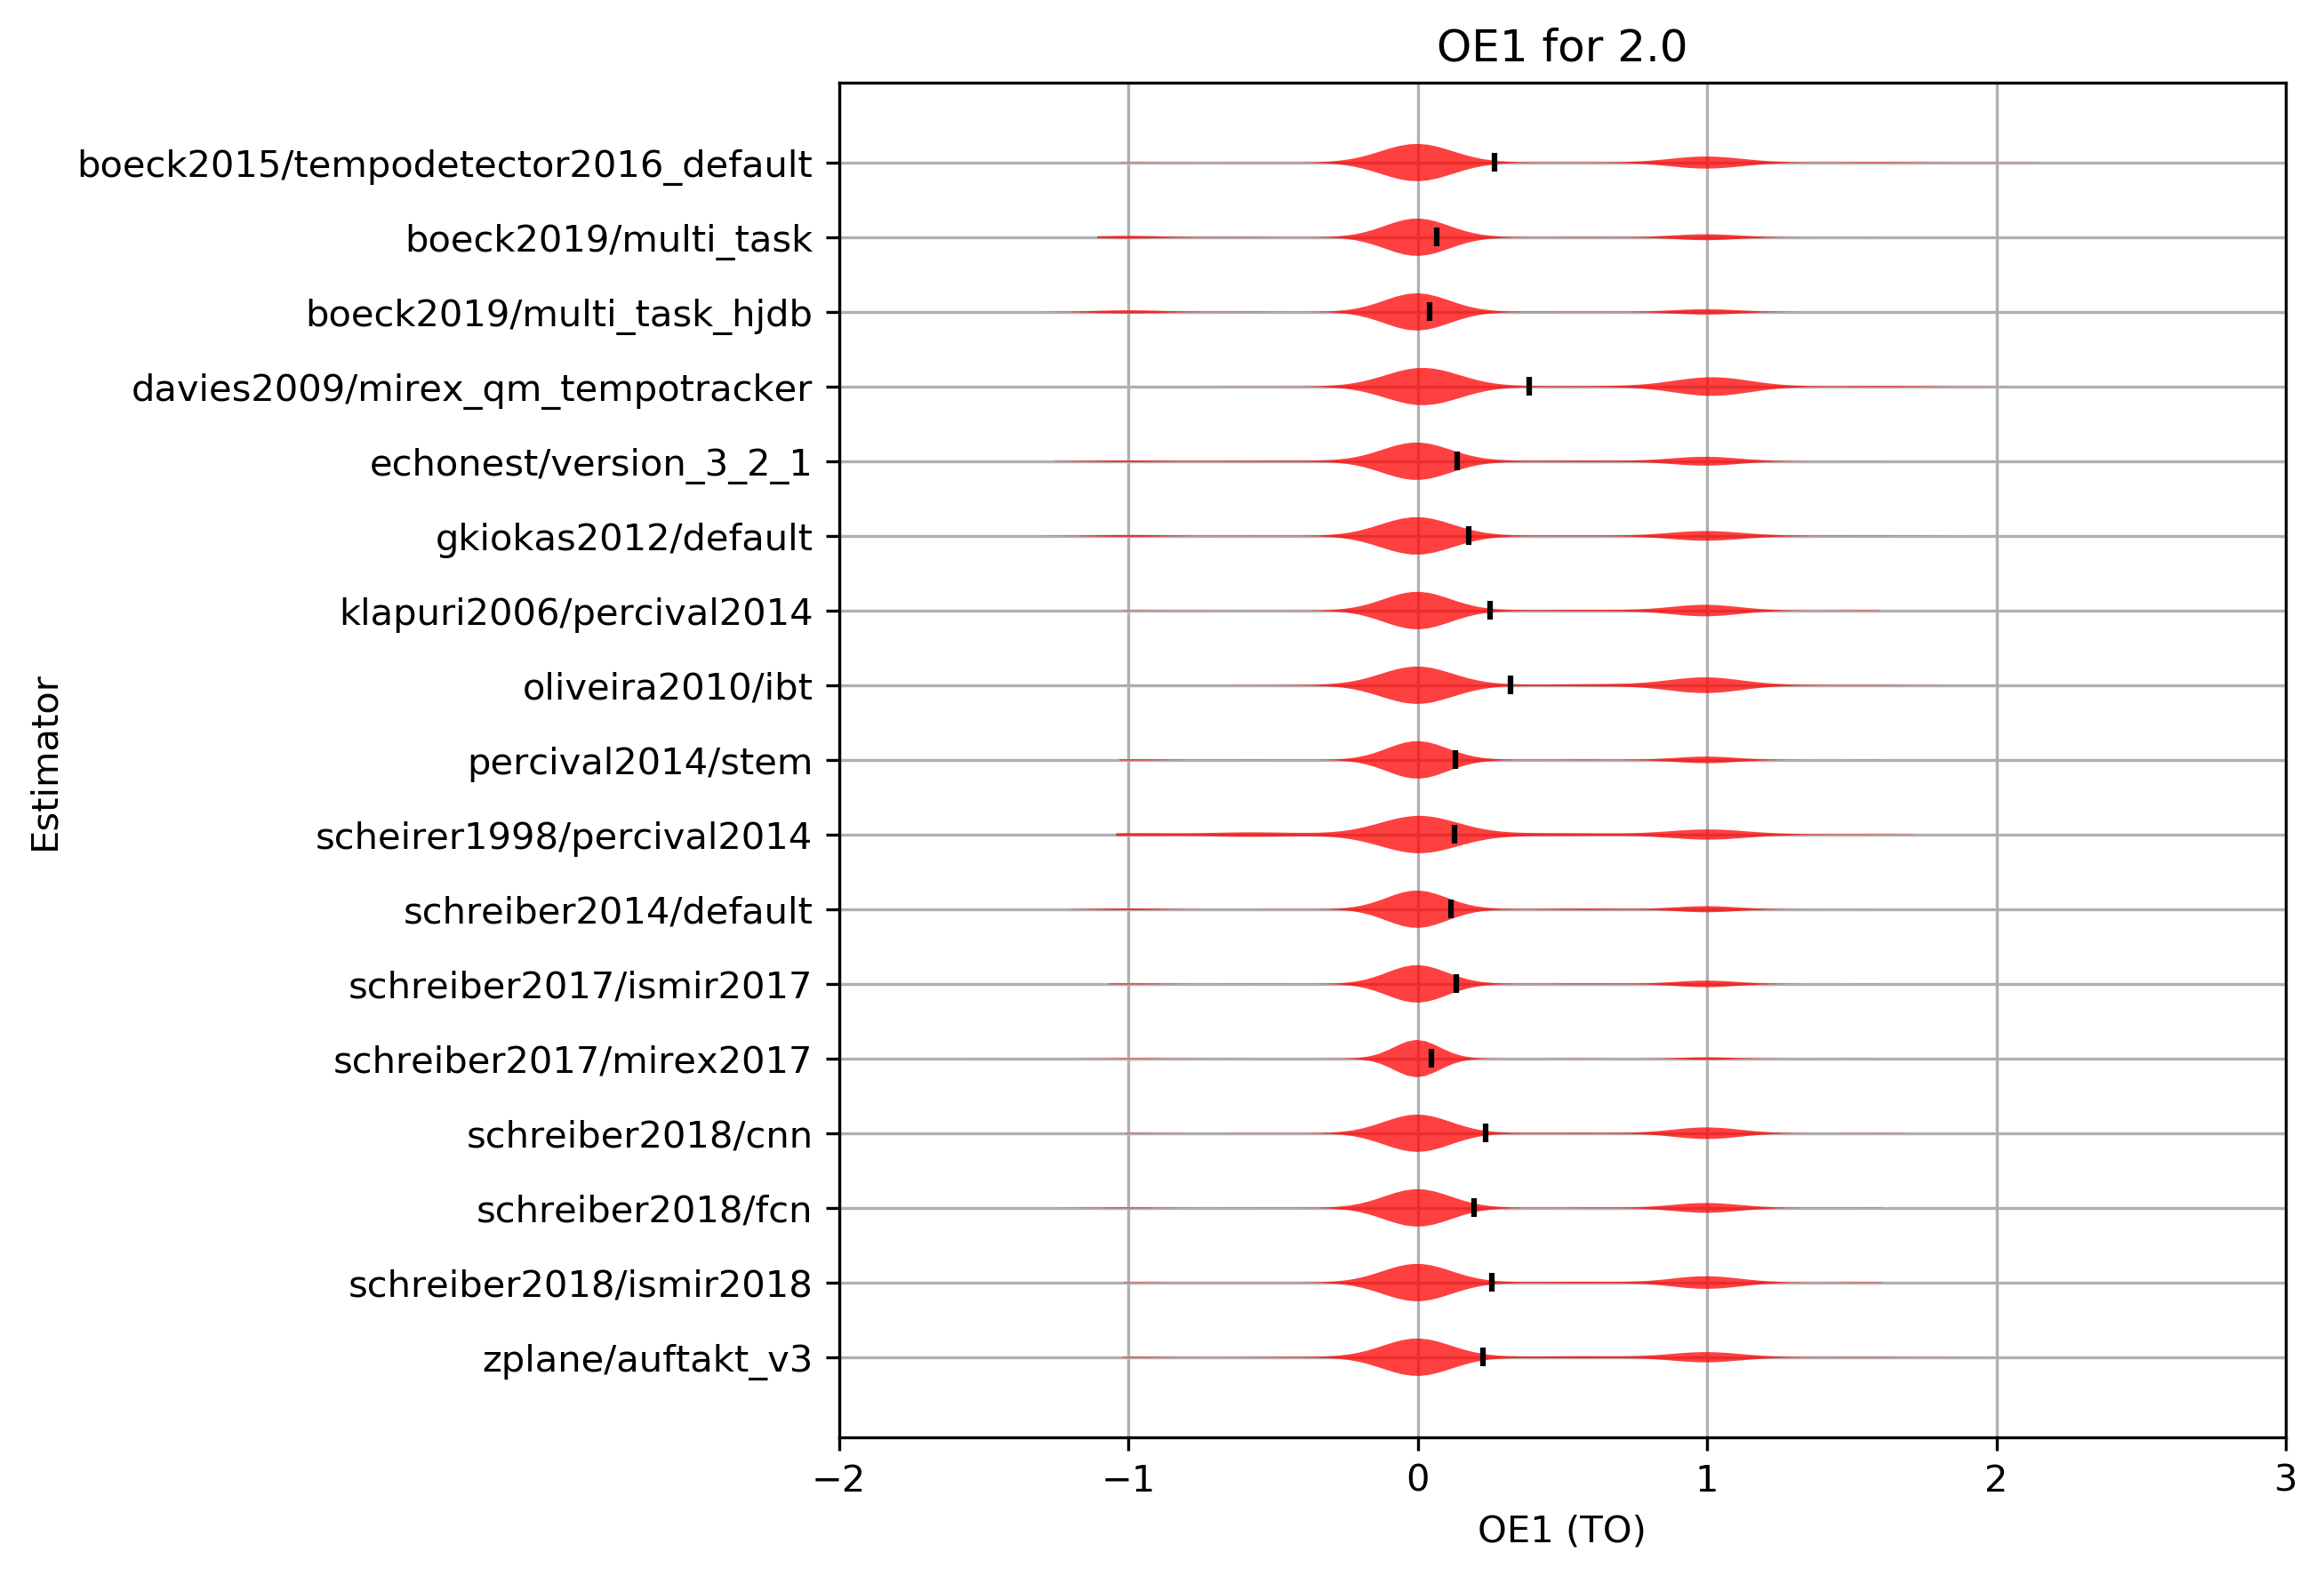 OE1 for 2.0
boeck2015/tempodetector2016_default
boeck2019/multi_task
boeck2019/multi_task_hjdb
davies2009/mirex_qm_tempotracker
echonest/version_3_2_1
gkiokas2012/default
klapuri2006/percival2014
oliveira2010/ibt
percival2014/stem
scheirer1998/percival2014
schreiber2014/default
schreiber2017/ismir2017
schreiber2017/mirex2017
schreiber2018/cnn
schreiber2018/fcn
schreiber2018/ismir2018
zplane/auftakt_v3
Estimator
−2 −1 0 1 2 3
OE1 (TO)